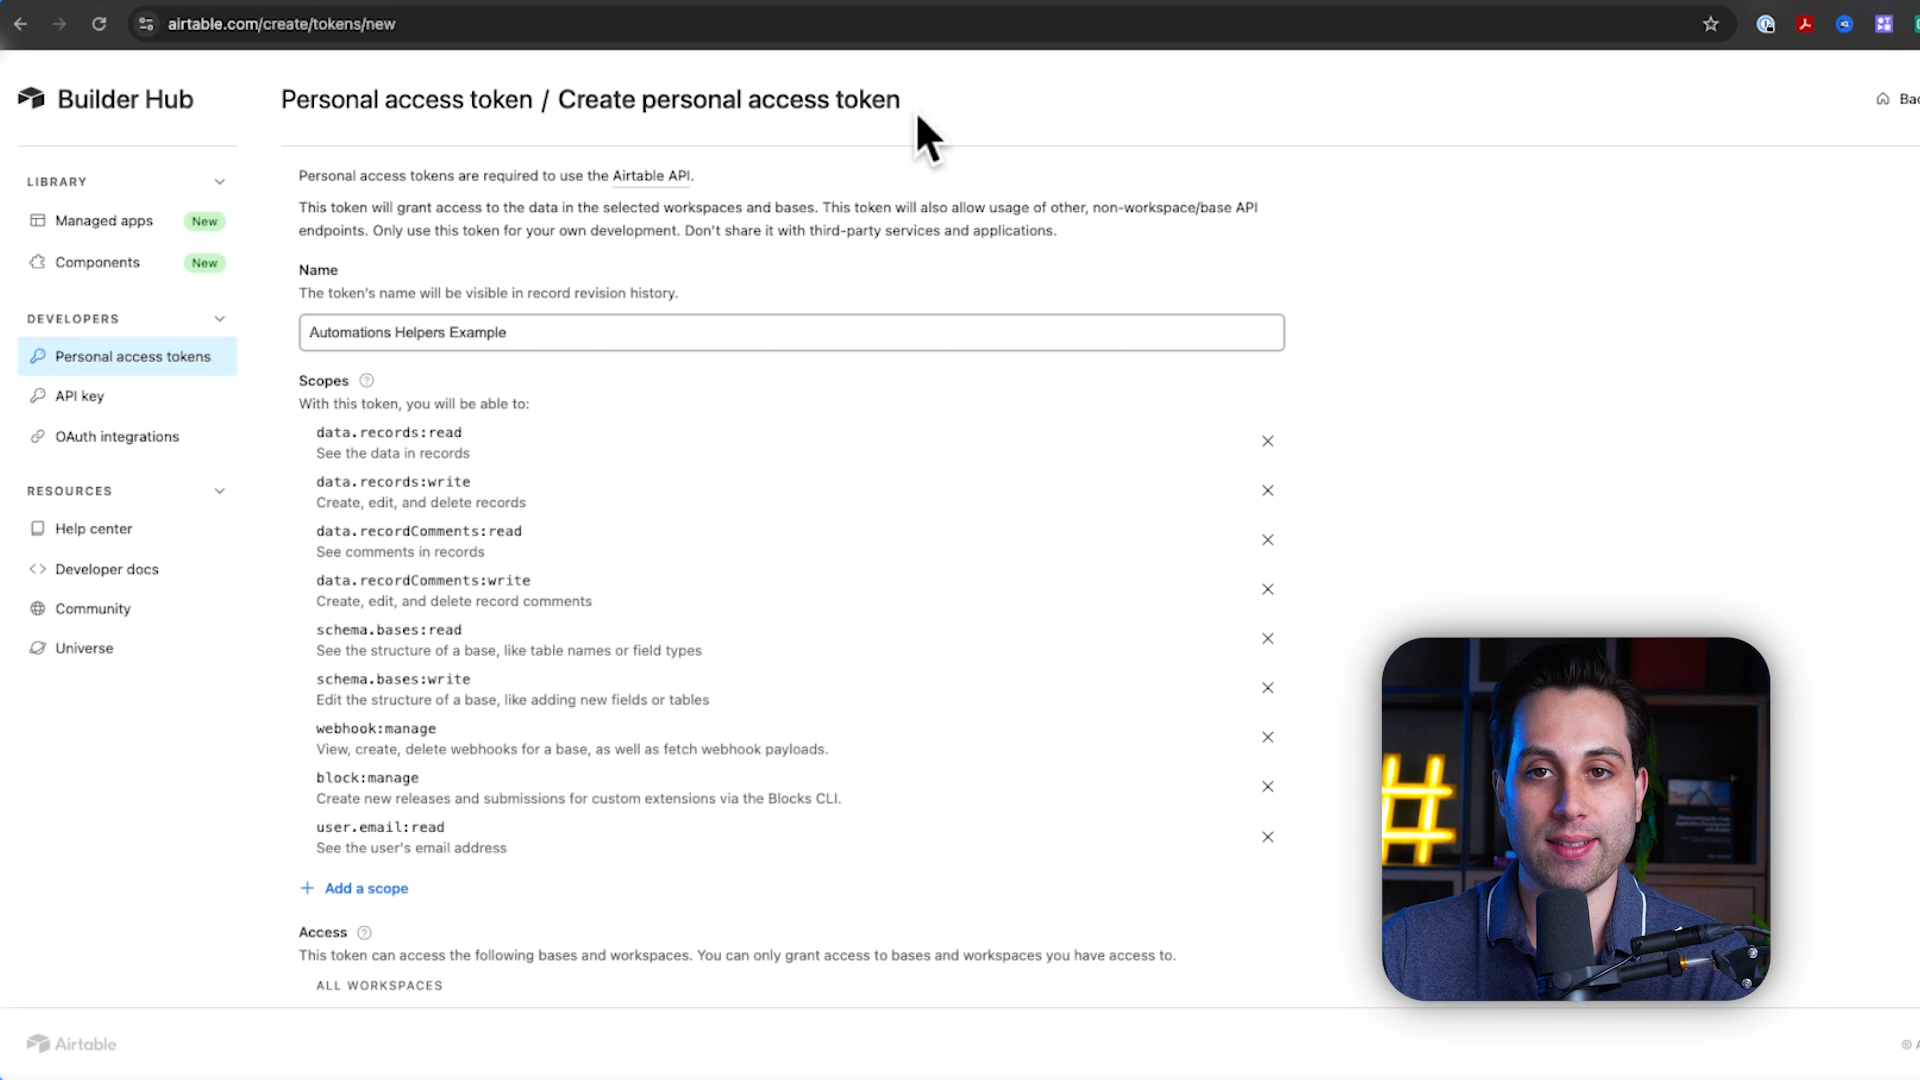 airtable.com/create/tokens/new
Builder Hub
Personal access token / Create personal access token
LIBRARY
Managed apps New
Components New
DEVELOPERS
Personal access tokens
API key
OAuth integrations
RESOURCES
Help center
Developer docs
Community
Universe
Personal access tokens are required to use the Airtable API.
This token will grant access to the data in the selected workspaces and bases. This token will also allow usage of other, non-workspace/base API
endpoints. Only use this token for your own development. Don't share it with third-party services and applications.
Name
The token's name will be visible in record revision history.
Automations Helpers Example
Scopes
With this token, you will be able to:
data.records:read
See the data in records
data.records:write
Create, edit, and delete records
data.recordComments:read
See comments in records
data.recordComments:write
Create, edit, and delete record comments
schema.bases:read
See the structure of a base, like table names or field types
schema.bases:write
Edit the structure of a base, like adding new fields or tables
webhook:manage
View, create, delete webhooks for a base, as well as fetch webhook payloads.
block:manage
Create new releases and submissions for custom extensions via the Blocks CLI.
user.email:read
See the user's email address
+ Add a scope
Access
This token can access the following bases and workspaces. You can only grant access to bases and workspaces you have access to.
ALL WORKSPACES
Airtable
#